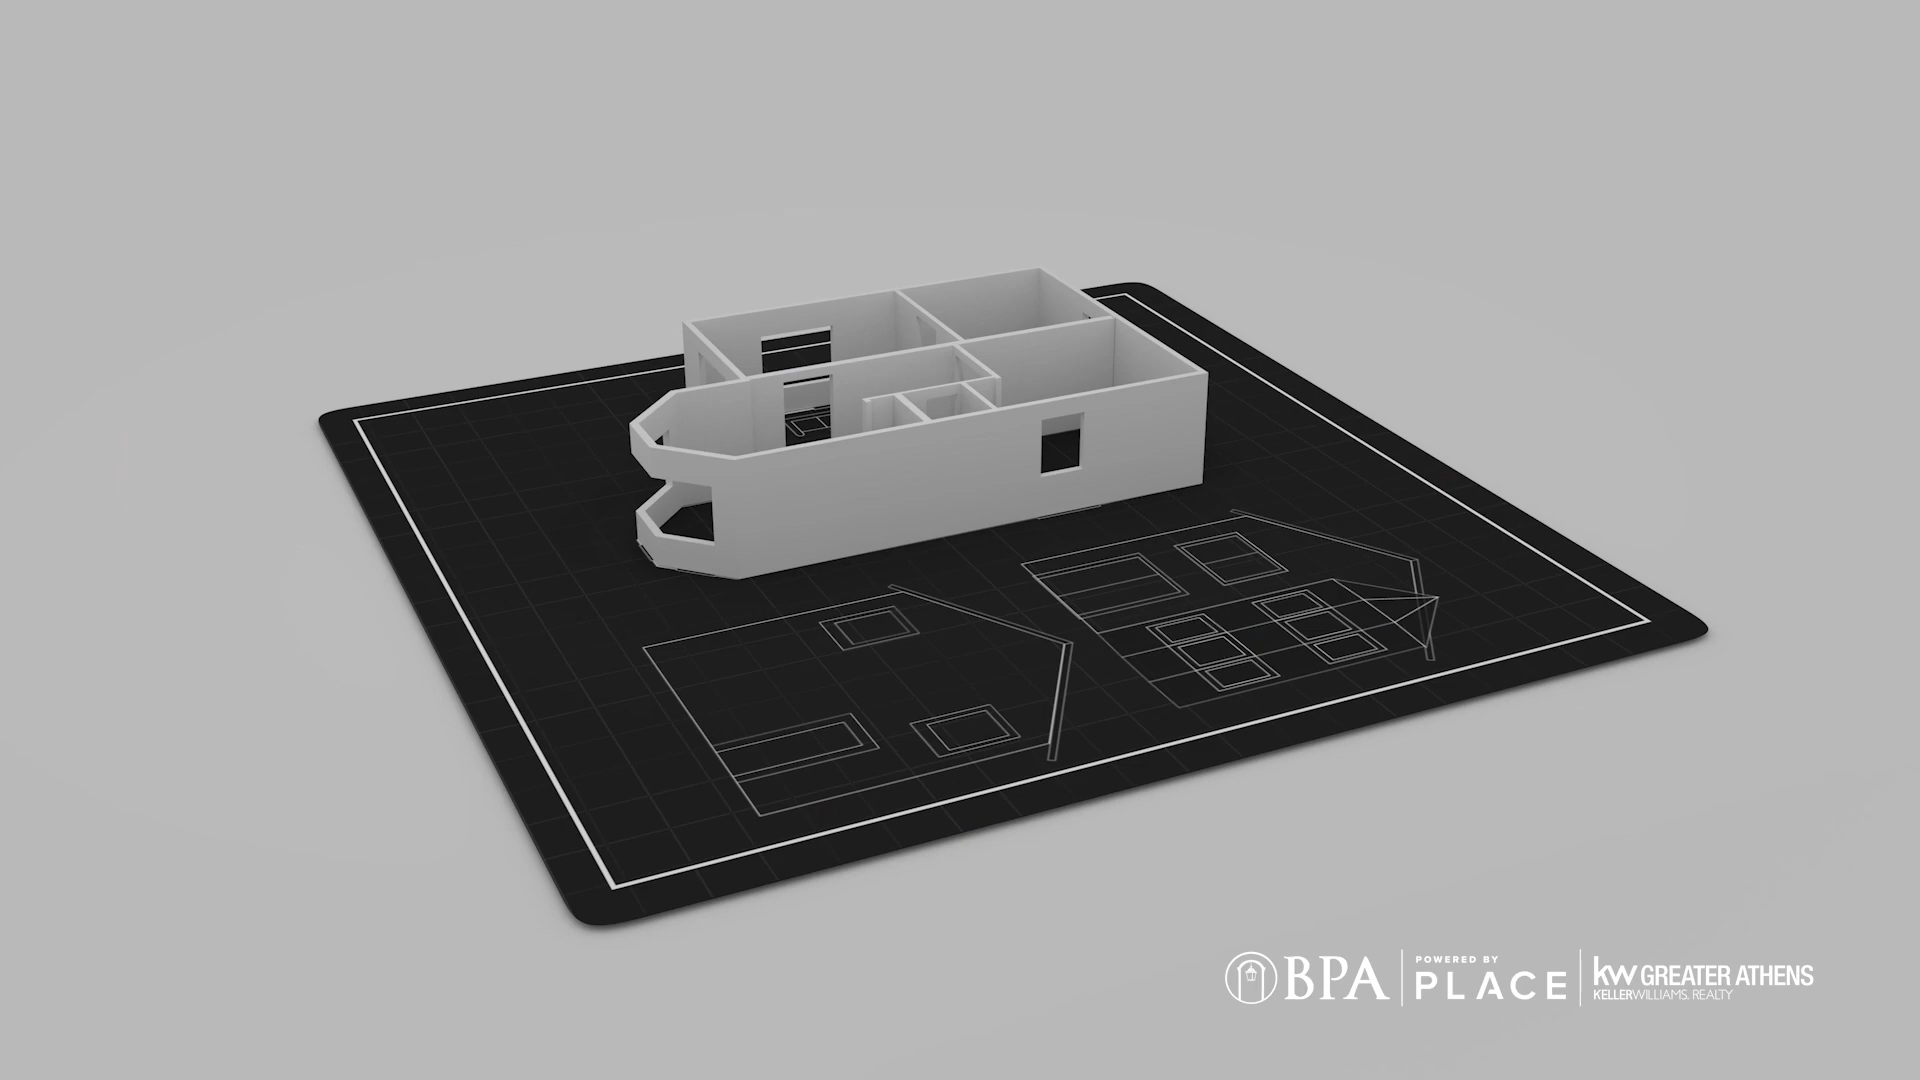 BPA
POWERED BY
PLACE
kw GREATER ATHENS
KELLERWILLIAMS. REALTY